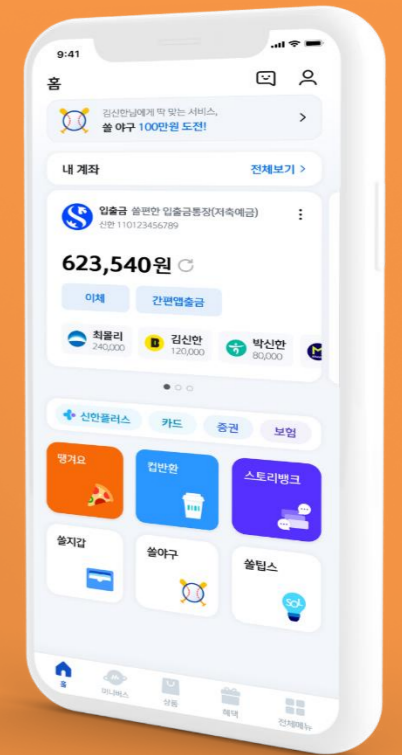 9:41
홈
김신한님에게 딱 맞는 서비스,
쏠 야구 100만원 도전!
내 계좌
전체보기 >
입출금 쏠편한 입출금통장(저축예금)
신한 110123456789
623,540원
이체
간편앱출금
최몰리
240,000
김신한
120,000
박신한
80,000
신한플러스
카드
증권
보험
땡겨요
컵반환
스토리뱅크
쏠지갑
쏠야구
쏠팁스
SOL
홈
머니버스
상품
혜택
전체메뉴